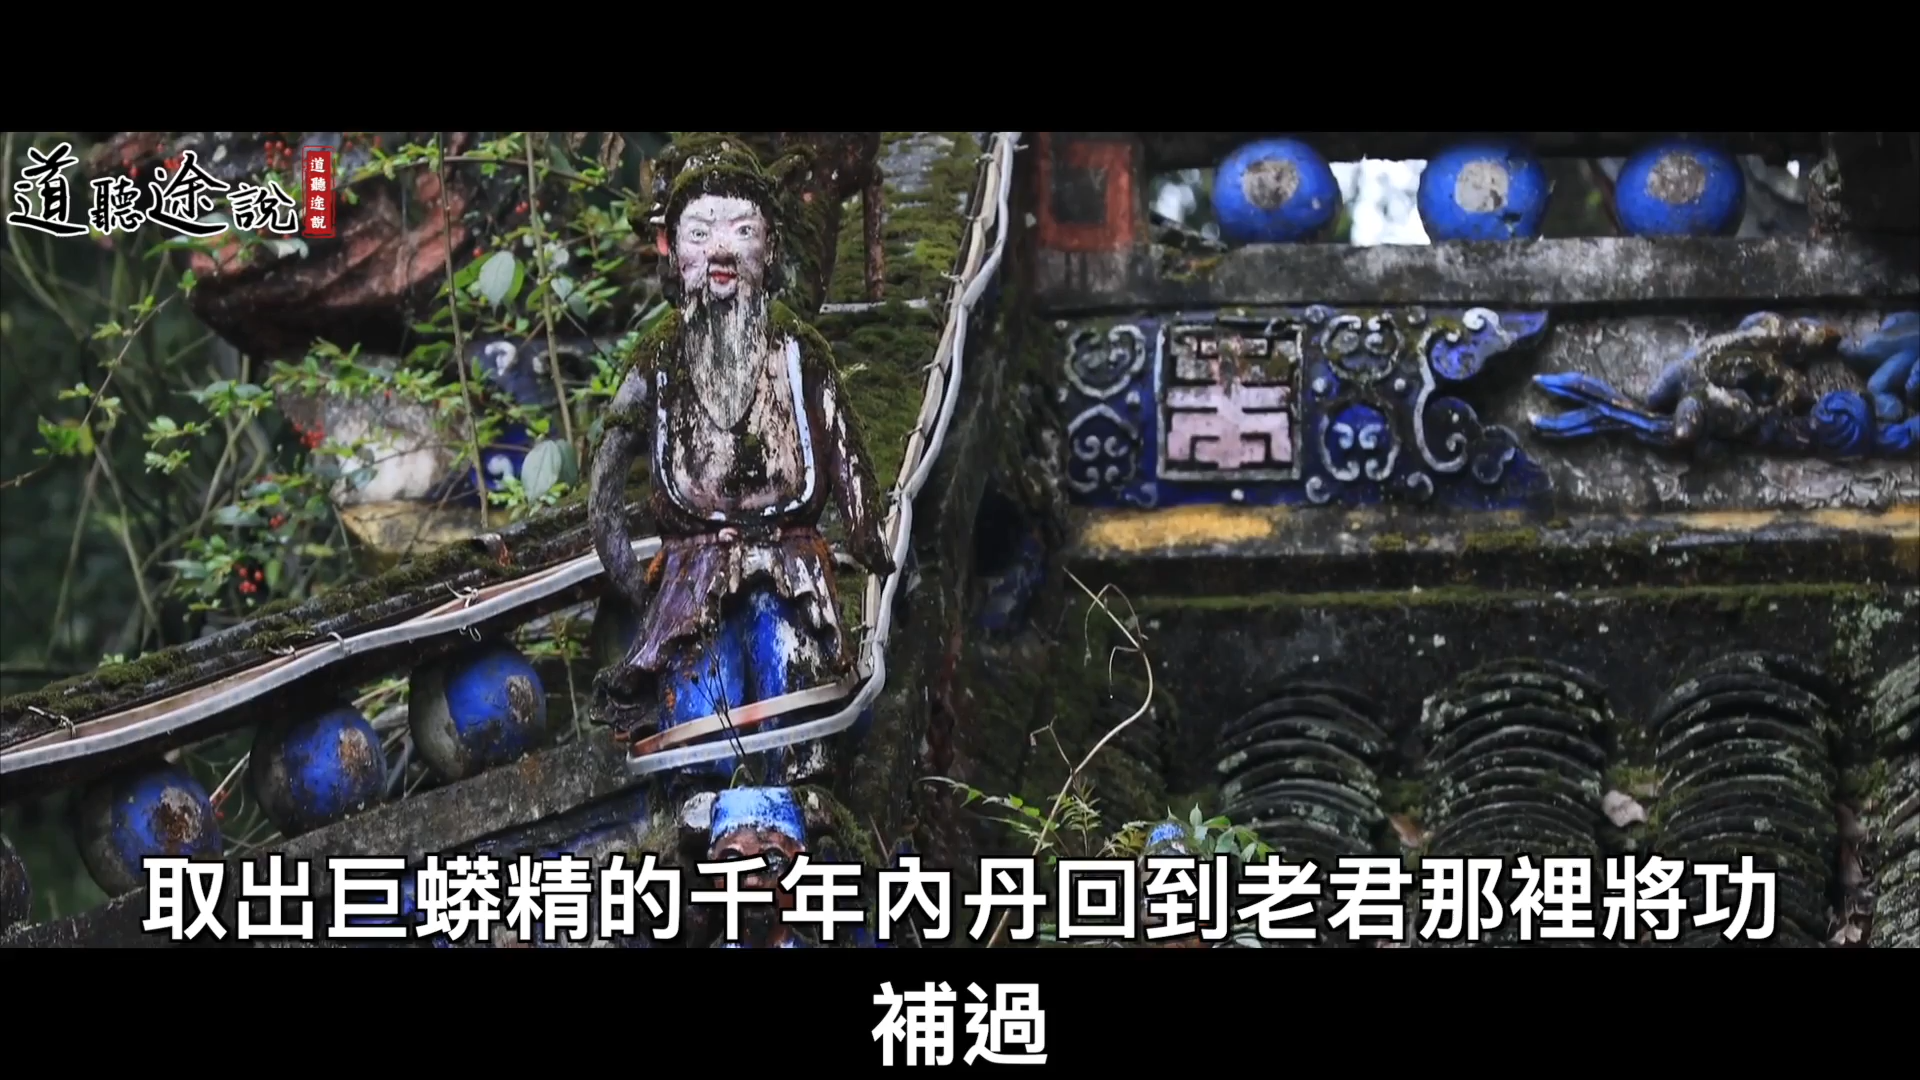 道聽途說
道聽途說
取出巨蟒精的千年內丹回到老君那裡將功
補過